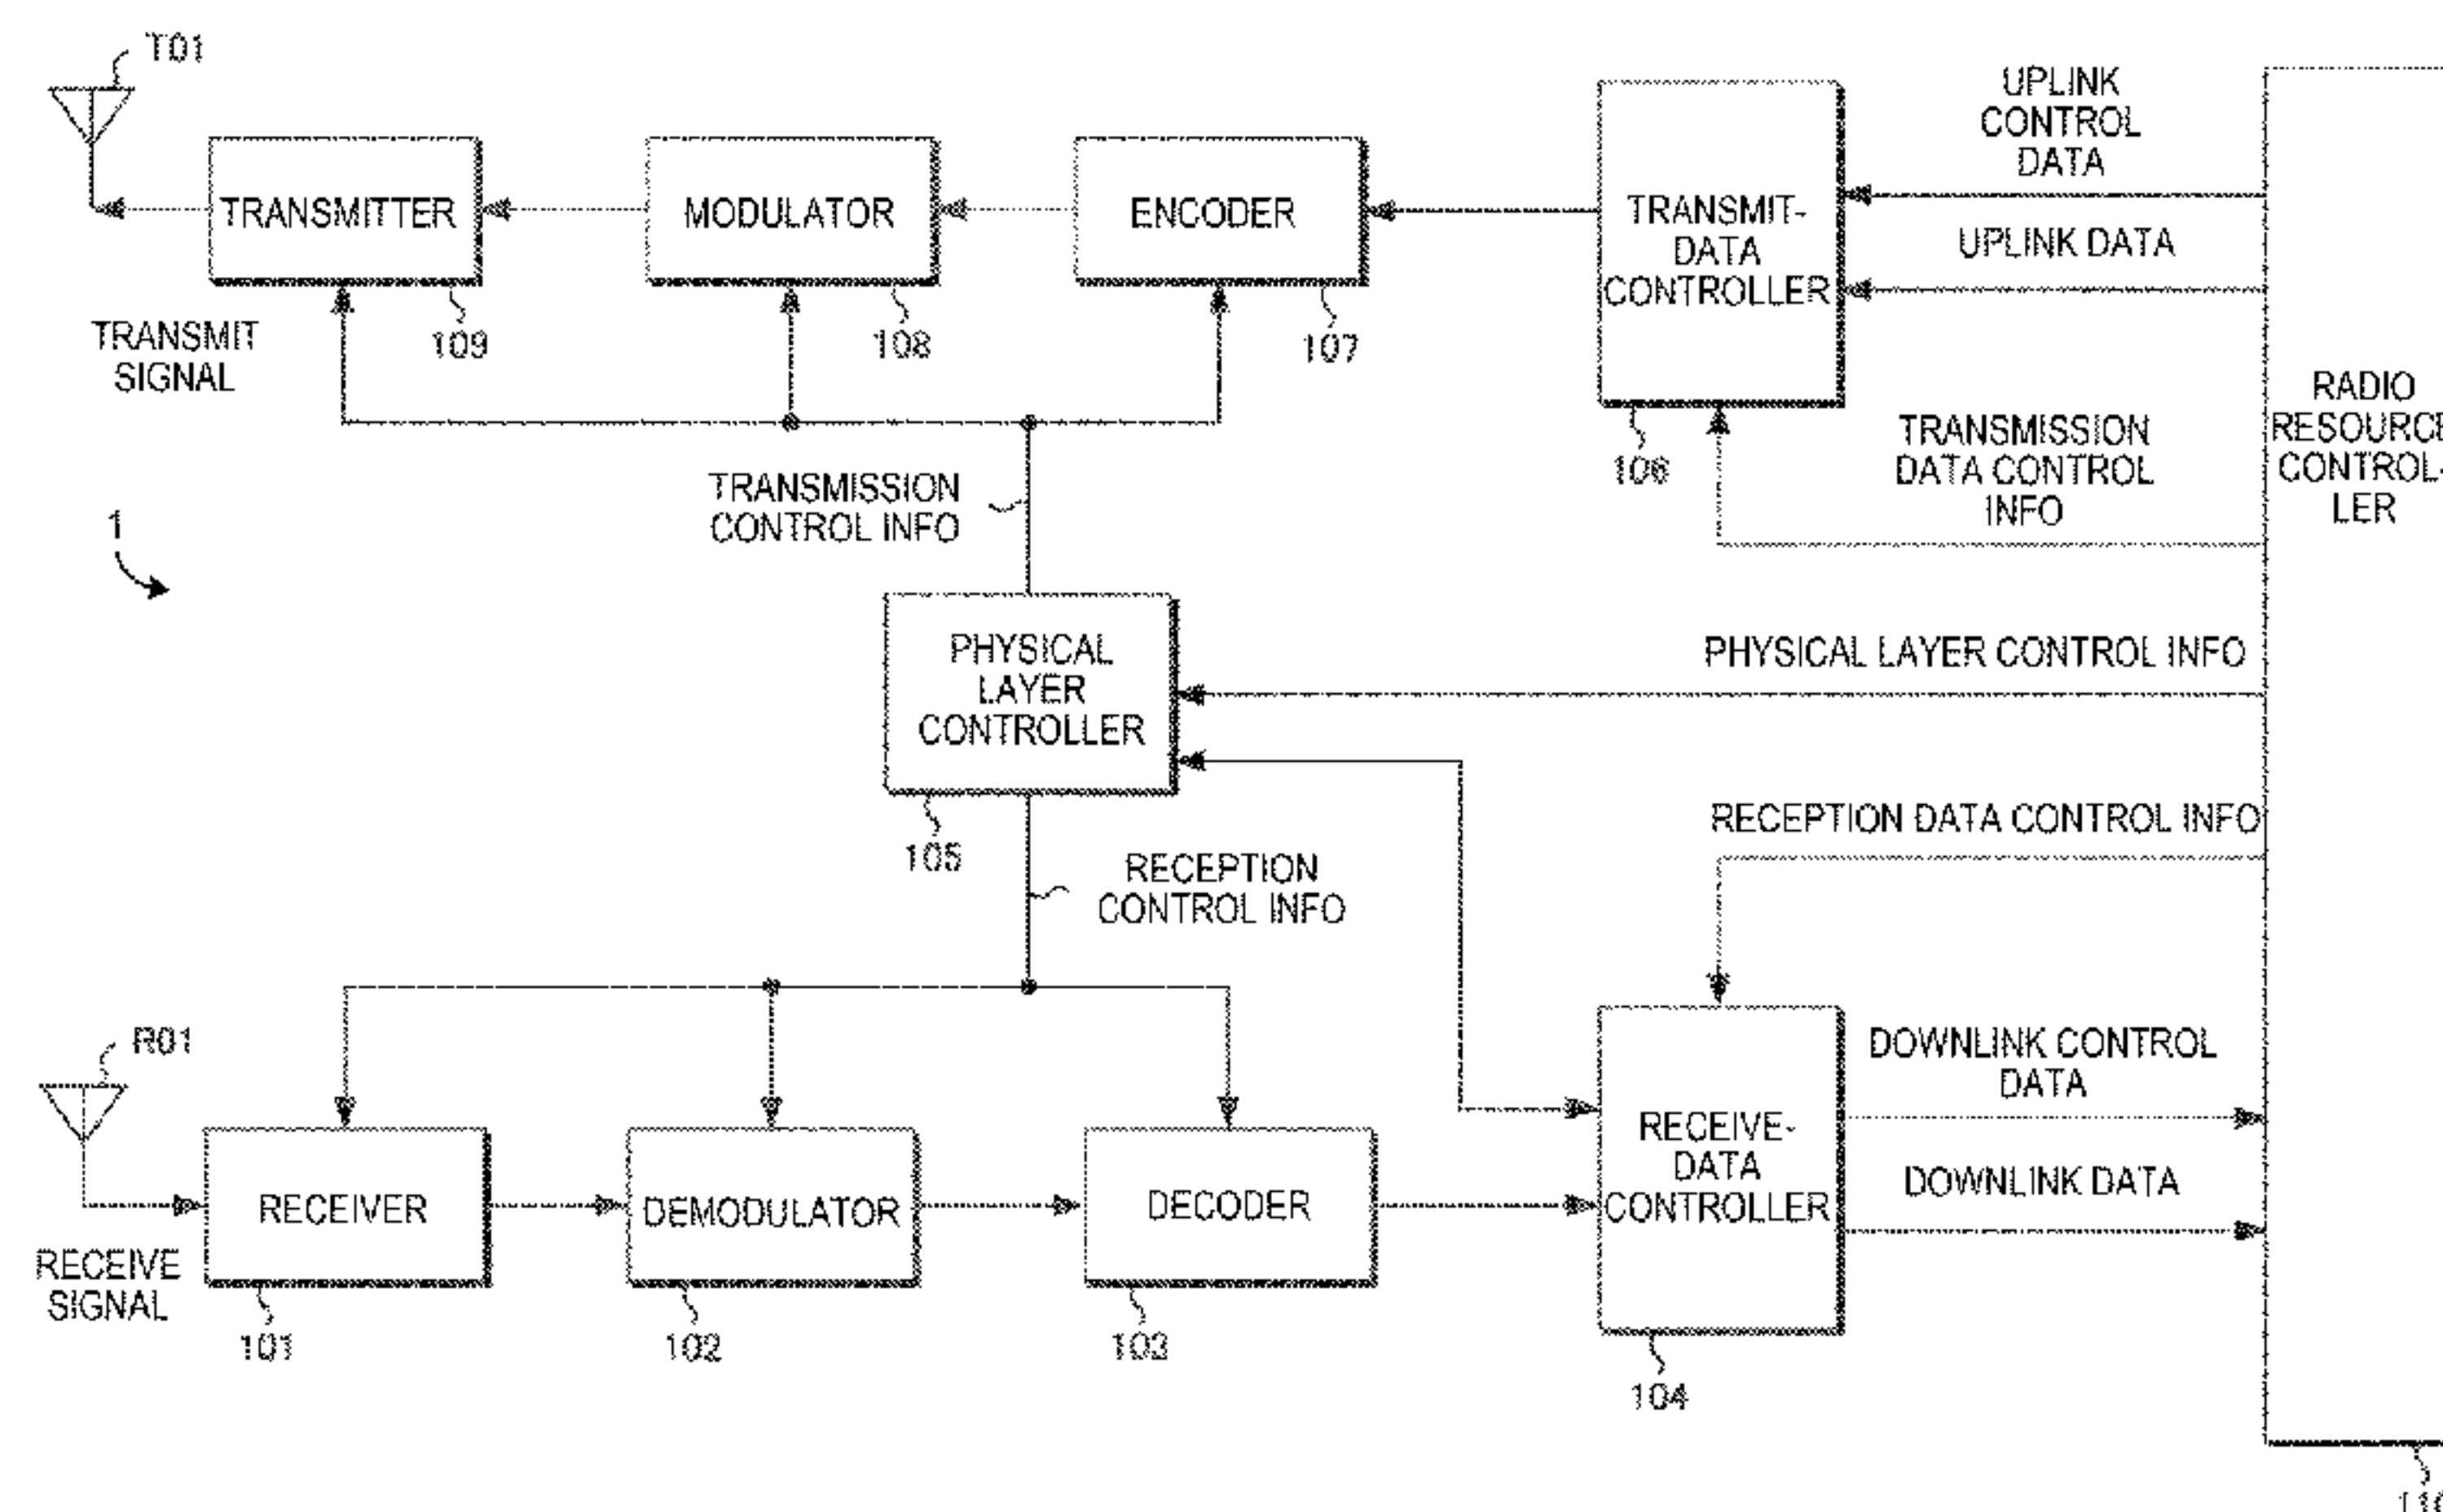 T01
UPLINK
CONTROL
DATA
TRANSMITTER
MODULATOR
ENCODER
TRANSMIT-
DATA
CONTROLLER
UPLINK DATA
TRANSMIT
SIGNAL
109
108
107
106
TRANSMISSION
DATA CONTROL
INFO
RADIO
RESOURCE
CONTROL-
LER
TRANSMISSION
CONTROL INFO
1
PHYSICAL
LAYER
CONTROLLER
PHYSICAL LAYER CONTROL INFO
105
RECEPTION DATA CONTROL INFO
RECEPTION
CONTROL INFO
R01
RECEIVER
DEMODULATOR
DECODER
RECEIVE-
DATA
CONTROLLER
DOWNLINK CONTROL
DATA
DOWNLINK DATA
RECEIVE
SIGNAL
101
102
103
104